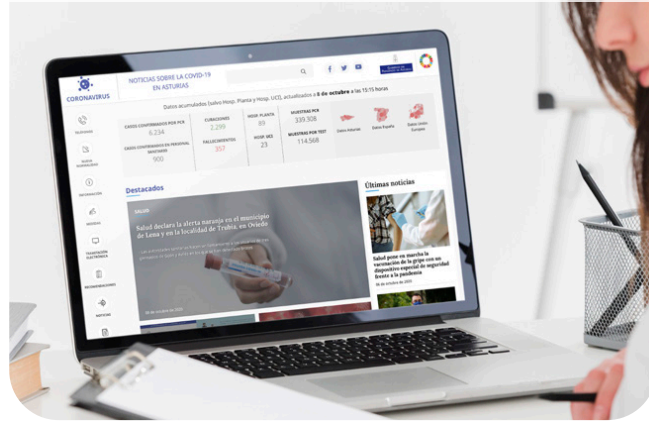 CORONAVIRUS
NOTICIAS SOBRE LA COVID-19
EN ASTURIAS
Datos acumulados (salvo Hosp. Planta y Hosp. UCI), actualizados a 8 de octubre a las 15:15 horas
CASOS CONFIRMADOS POR PCR
6.234
CASOS CONFIRMADOS EN PERSONAL
SANITARIO
900
CURACIONES
2.299
FALLECIMIENTOS
357
HOSP. PLANTA
89
HOSP. UCI
23
MUESTRAS PCR
339.308
MUESTRAS POR TEST
114.568
Datos Asturias
Datos España
Datos Unión
Europea
TELÉFONOS
NUEVA
NORMALIDAD
INFORMACIÓN
MEDIDAS
TRAMITACIÓN
ELECTRÓNICA
RECOMENDACIONES
NOTICIAS
Destacados
SALUD
Salud declara la alerta naranja en el municipio
de Lena y en la localidad de Trubia, en Oviedo
Últimas noticias
Salud pone en marcha la
vacunación de la gripe con un
dispositivo especial de seguridad
frente a la pandemia